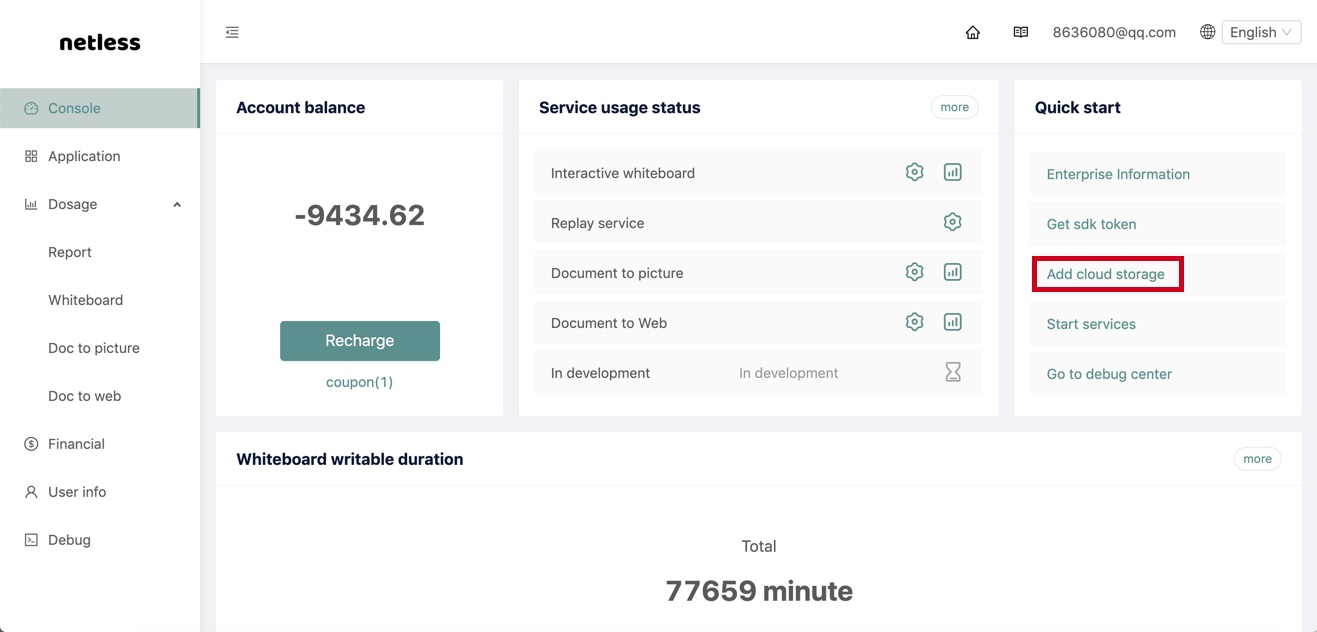 netless
8636080@qq.com
English
Console
Application
Dosage
Report
Whiteboard
Doc to picture
Doc to web
Financial
User info
Debug
Account balance
-9434.62
Recharge
coupon(1)
Service usage status
more
Interactive whiteboard
Replay service
Document to picture
Document to Web
In development In development
Quick start
Enterprise Information
Get sdk token
Add cloud storage
Start services
Go to debug center
Whiteboard writable duration
more
Total
77659 minute